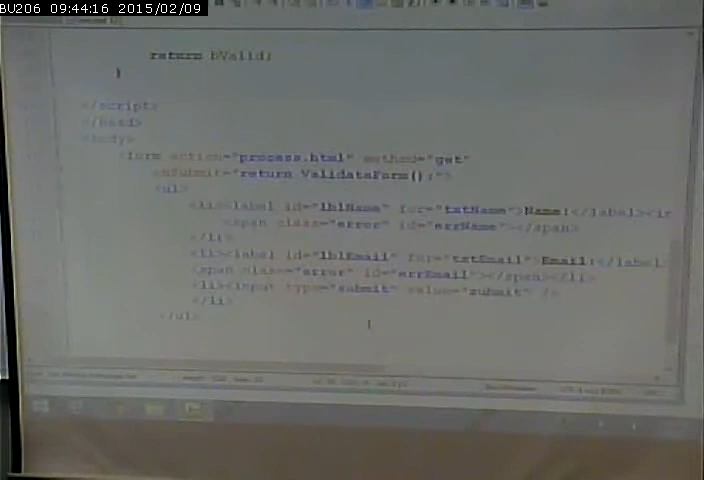 BU206 09:44:16 2015/02/09
return bValid;
}
</script>
</head>
<body>
<form action="process.html" method="get"
onSubmit="return ValidateForm();">
<ul>
<li><label id="lblName" for="txtName">Name:</label><in
<span class="error" id="errName"></span>
</li>
<li><label id="lblEmail" for="txtEmail">Email:</label
<span class="error" id="errEmail"></span></li>
<li><input type="submit" value="submit" />
</li>
</ul>